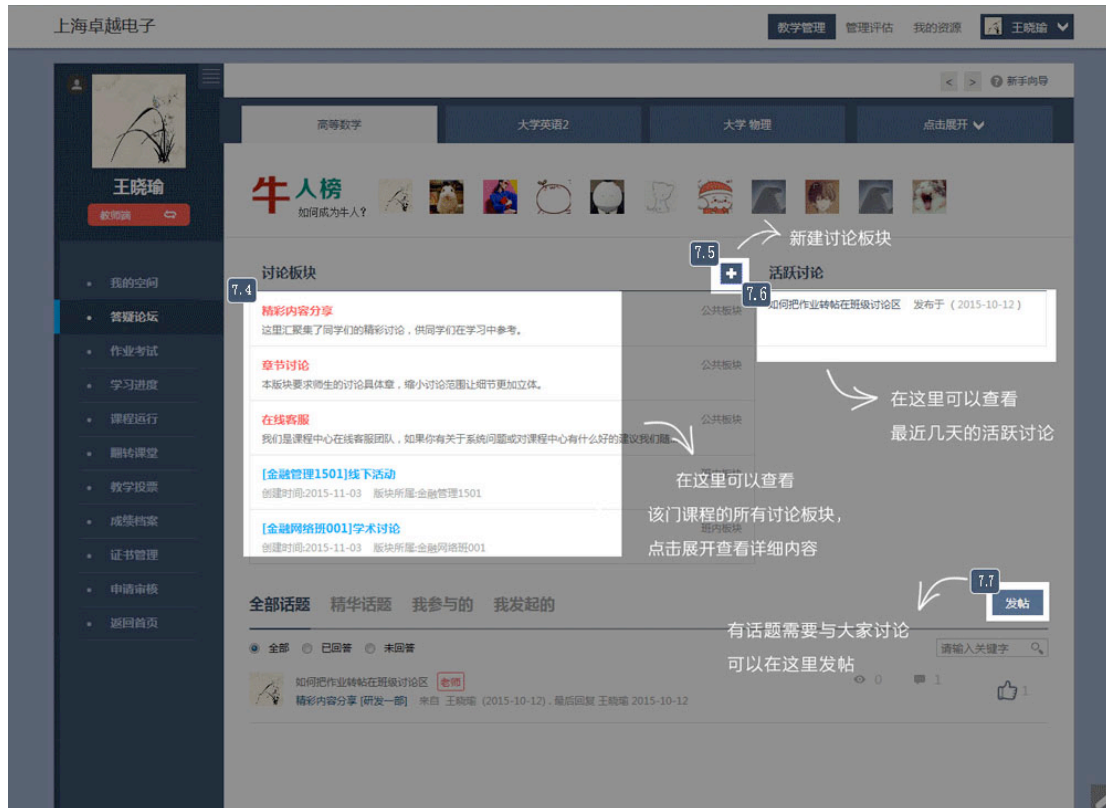 上海卓越电子
教学管理 管理评估 我的资源 王晓瑜
< > 新手向导
高等数学 大学英语2 大学 物理 点击展开
王晓瑜
教师端
牛人榜
如何成为牛人?
我的空间
答疑论坛
作业考试
学习进度
课程运行
翻转课堂
教学投票
成绩档案
证书管理
申请审核
返回首页
7.5
新建讨论板块
讨论板块
活跃讨论
7.4
7.6
精彩内容分享 公共板块
这里汇聚集了同学们的精彩讨论,供同学们在学习中参考。
如何把作业转帖在班级讨论区 发布于 ( 2015-10-12 )
章节讨论 公共板块
本版块要求师生的讨论具体章,缩小讨论范围让细节更加立体。
在这里可以查看
最近几天的活跃讨论
在线客服 公共板块
我们是课程中心在线客服团队,如果你有关于系统问题或对课程中心有什么好的建议我们随...
[金融管理1501]线下活动
创建时间:2015-11-03 版块所属:金融管理1501
在这里可以查看
该门课程的所有讨论板块,
点击展开查看详细内容
[金融网络班001]学术讨论 班内板块
创建时间:2015-11-03 版块所属:金融网络班001
7.7
全部话题 精华话题 我参与的 我发起的
发帖
有话题需要与大家讨论
可以在这里发帖
全部 已回答 未回答
请输入关键字
如何把作业转帖在班级讨论区 老师 0 1
精彩内容分享 [研发一部] 来自 王晓瑜 (2015-10-12) , 最后回复 王晓瑜 2015-10-12
1